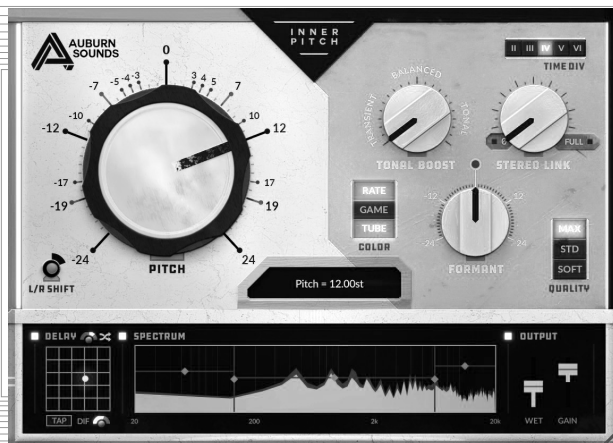 AUBURN
SOUNDS
INNER
PITCH
0
-3 3
-4 4
-5 5
-7 7
-10 10
-12 12
-17 17
-19 19
-24 24
L/R SHIFT
PITCH
II III IV V VI
TIME DIV
TRANSIENT BALANCED TONAL
TONAL BOOST
FULL
STEREO LINK
RATE
GAME
TUBE
COLOR
-12 12
-24 24
FORMANT
MAX
STD
SOFT
QUALITY
Pitch = 12.00st
DELAY
TAP DIF
SPECTRUM
20 200 2k 20k
OUTPUT
WET GAIN